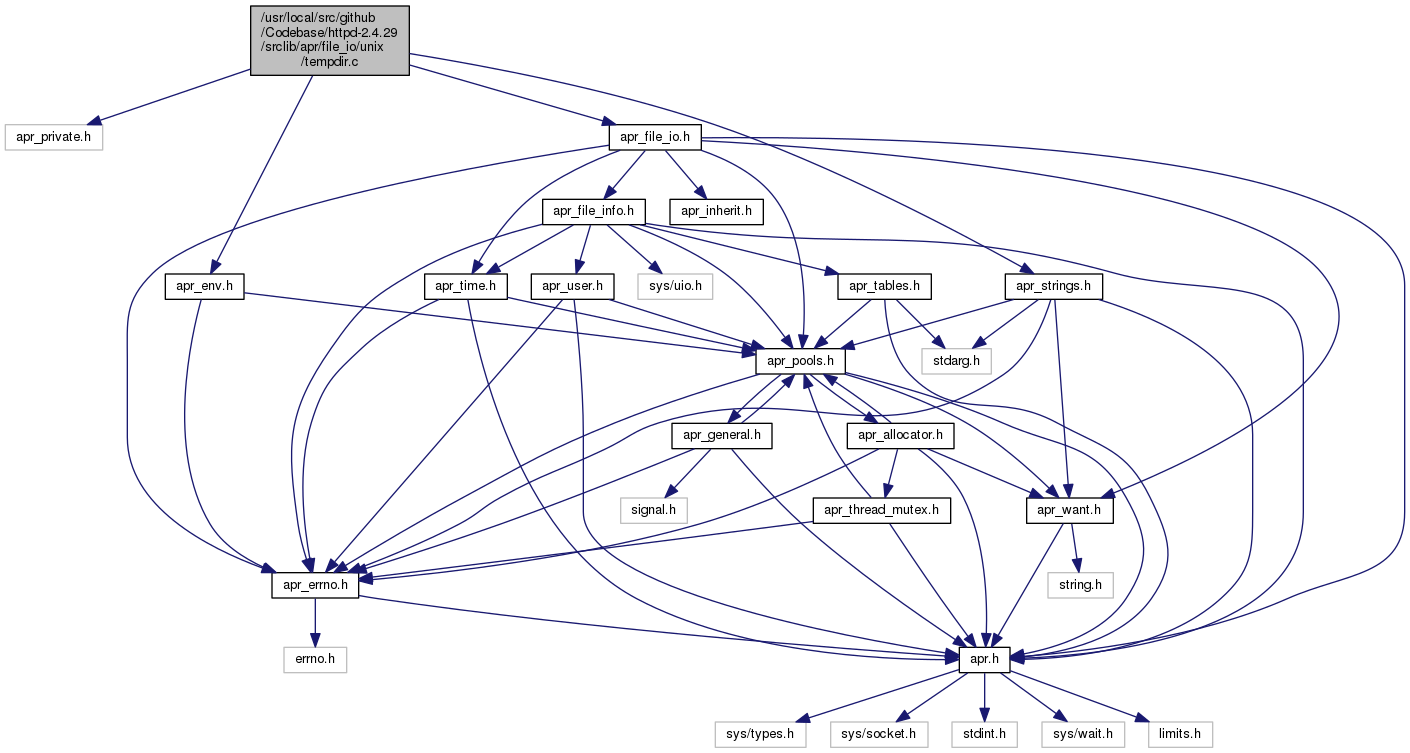 /usr/local/src/github
/Codebase/httpd-2.4.29
/srclib/apr/file_io/unix
/tempdir.c
apr_private.h
apr_file_io.h
apr_file_info.h
apr_inherit.h
apr_env.h
apr_time.h
apr_user.h
sys/uio.h
apr_tables.h
apr_strings.h
apr_pools.h
stdarg.h
apr_general.h
apr_allocator.h
signal.h
apr_thread_mutex.h
apr_want.h
apr_errno.h
string.h
errno.h
apr.h
sys/types.h
sys/socket.h
stdint.h
sys/wait.h
limits.h